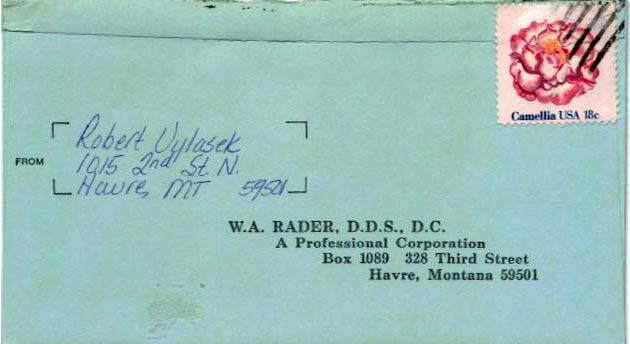 Camellia USA 18c
FROM
Robert Vylasek
1015 2nd St N.
Havre, MT 59501
W.A. RADER, D.D.S., D.C.
A Professional Corporation
Box 1089 328 Third Street
Havre, Montana 59501